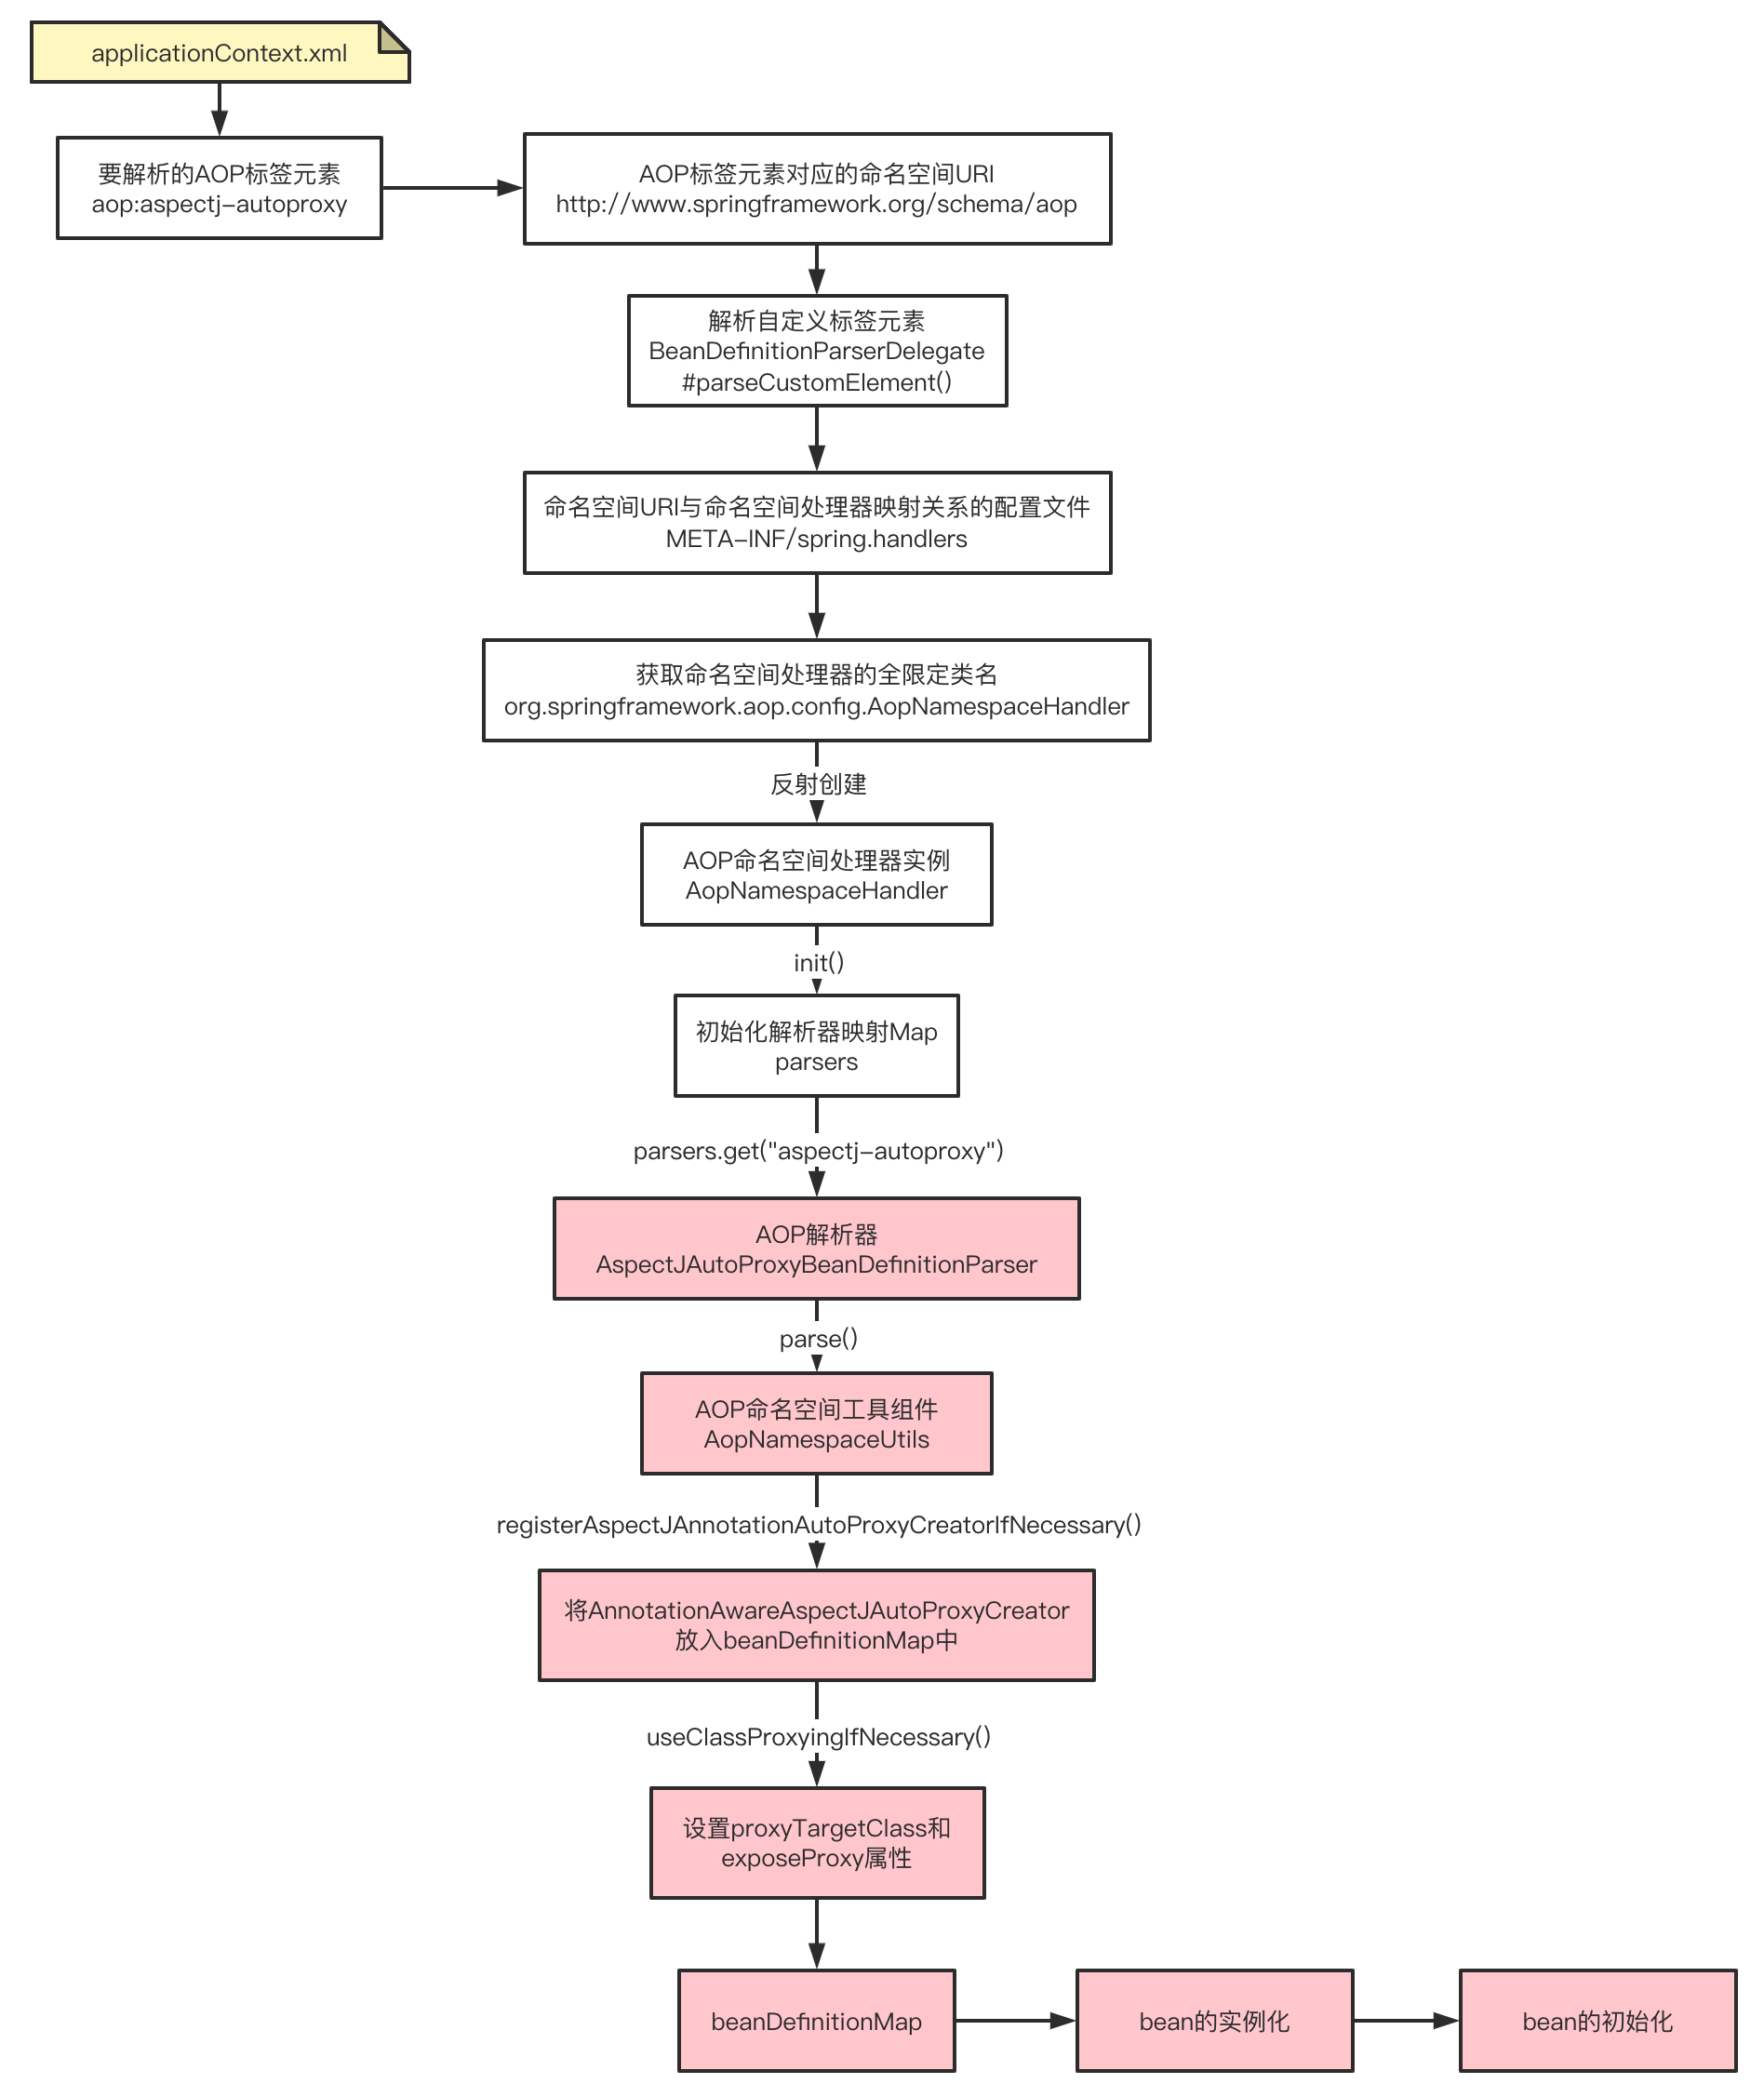 applicationContext.xml
要解析的AOP标签元素
aop:aspectj-autoproxy
AOP标签元素对应的命名空间URI
http://www.springframework.org/schema/aop
解析自定义标签元素
BeanDefinitionParserDelegate
#parseCustomElement()
命名空间URI与命名空间处理器映射关系的配置文件
META-INF/spring.handlers
获取命名空间处理器的全限定类名
org.springframework.aop.config.AopNamespaceHandler
反射创建
AOP命名空间处理器实例
AopNamespaceHandler
init()
初始化解析器映射Map
parsers
parsers.get("aspectj-autoproxy")
AOP解析器
AspectJAutoProxyBeanDefinitionParser
parse()
AOP命名空间工具组件
AopNamespaceUtils
registerAspectJAnnotationAutoProxyCreatorIfNecessary()
将AnnotationAwareAspectJAutoProxyCreator
放入beanDefinitionMap中
useClassProxyingIfNecessary()
设置proxyTargetClass和
exposeProxy属性
beanDefinitionMap
bean的实例化
bean的初始化